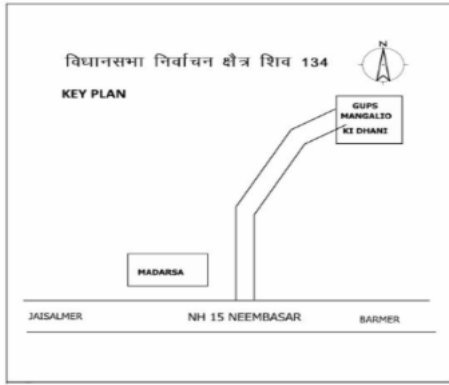 विधानसभा निर्वाचन क्षैत्र शिव 134
N
KEY PLAN
GUPS
MANGALIO
KI DHANI
MADARSA
JAISALMER NH 15 NEEMBASAR BARMER